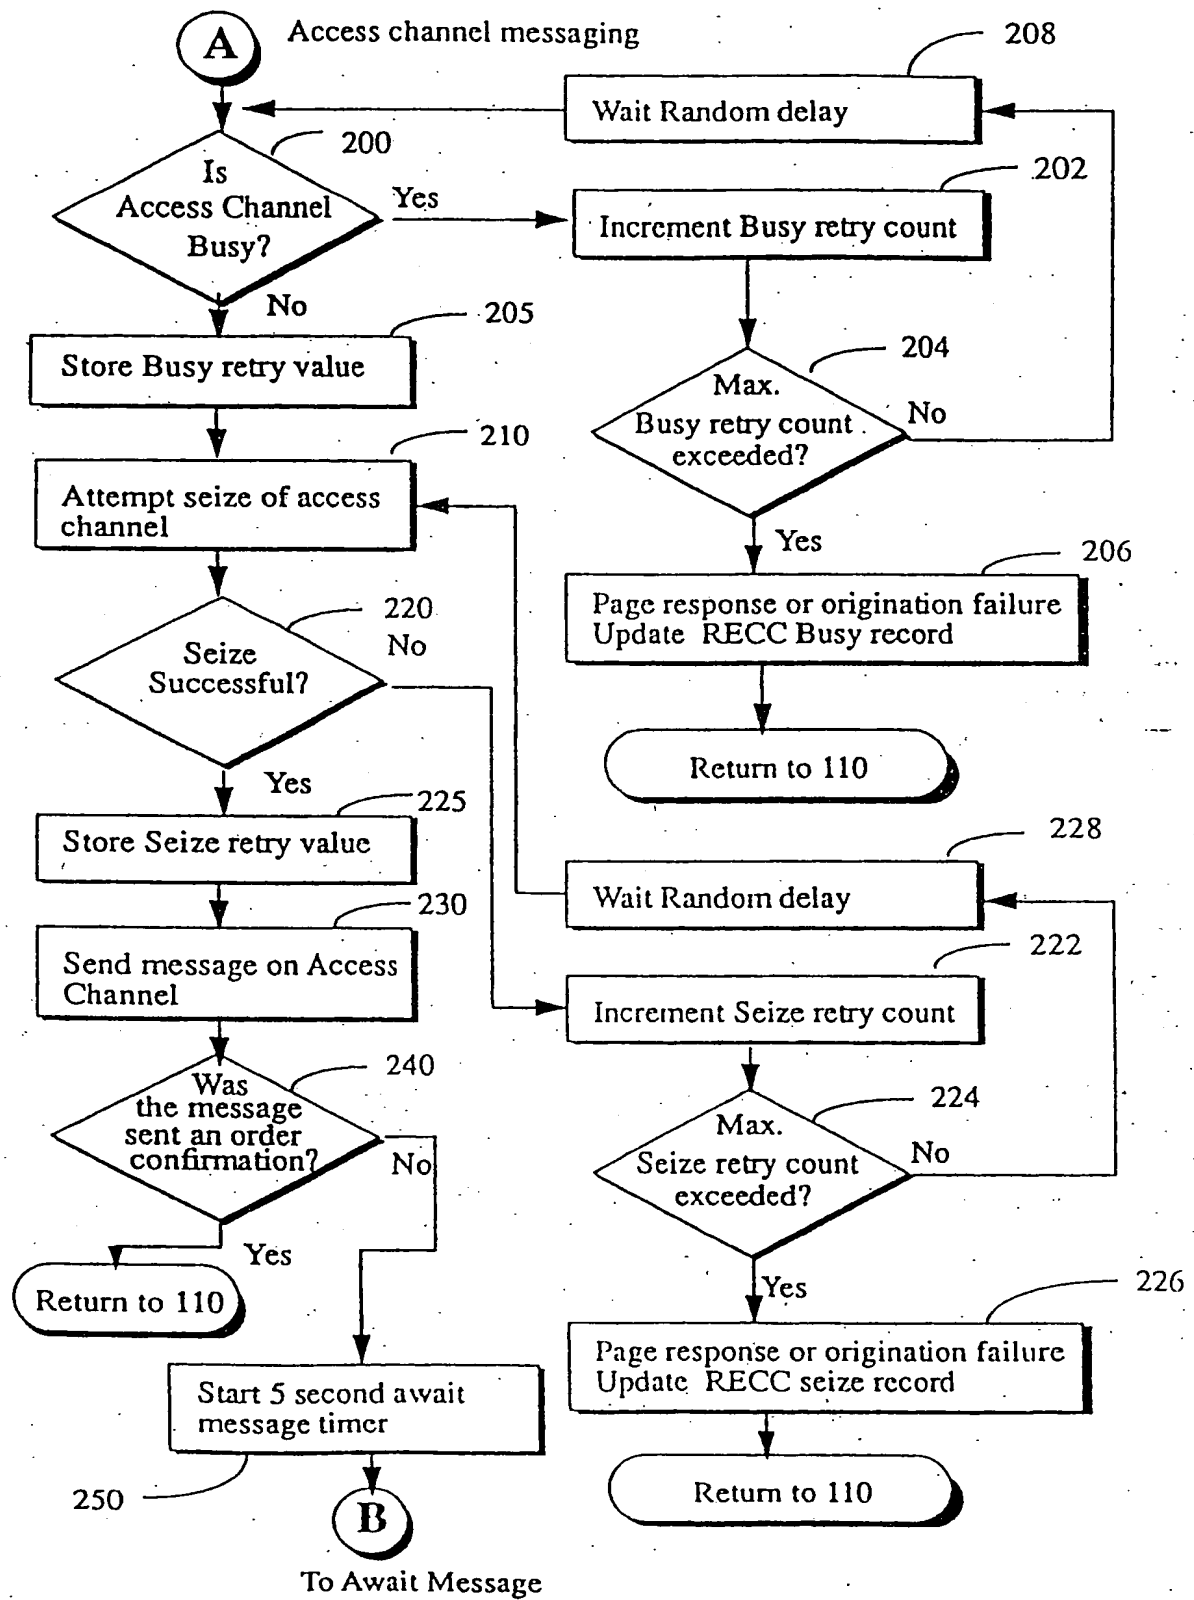 A
Access channel messaging
208
Wait Random delay
200
Is
Access Channel
Busy?
Yes
202
Increment Busy retry count
No
205
Store Busy retry value
204
Max.
Busy retry count
exceeded?
No
210
Attempt seize of access
channel
Yes
206
Page response or origination failure
Update RECC Busy record
220
Seize
Successful?
No
Return to 110
Yes
225
Store Seize retry value
228
Wait Random delay
230
Send message on Access
Channel
222
Increment Seize retry count
240
Was
the message
sent an order
confirmation?
No
224
Max.
Seize retry count
exceeded?
No
Yes
Return to 110
Yes
226
Page response or origination failure
Update RECC seize record
Start 5 second await
message timer
250
Return to 110
B
To Await Message